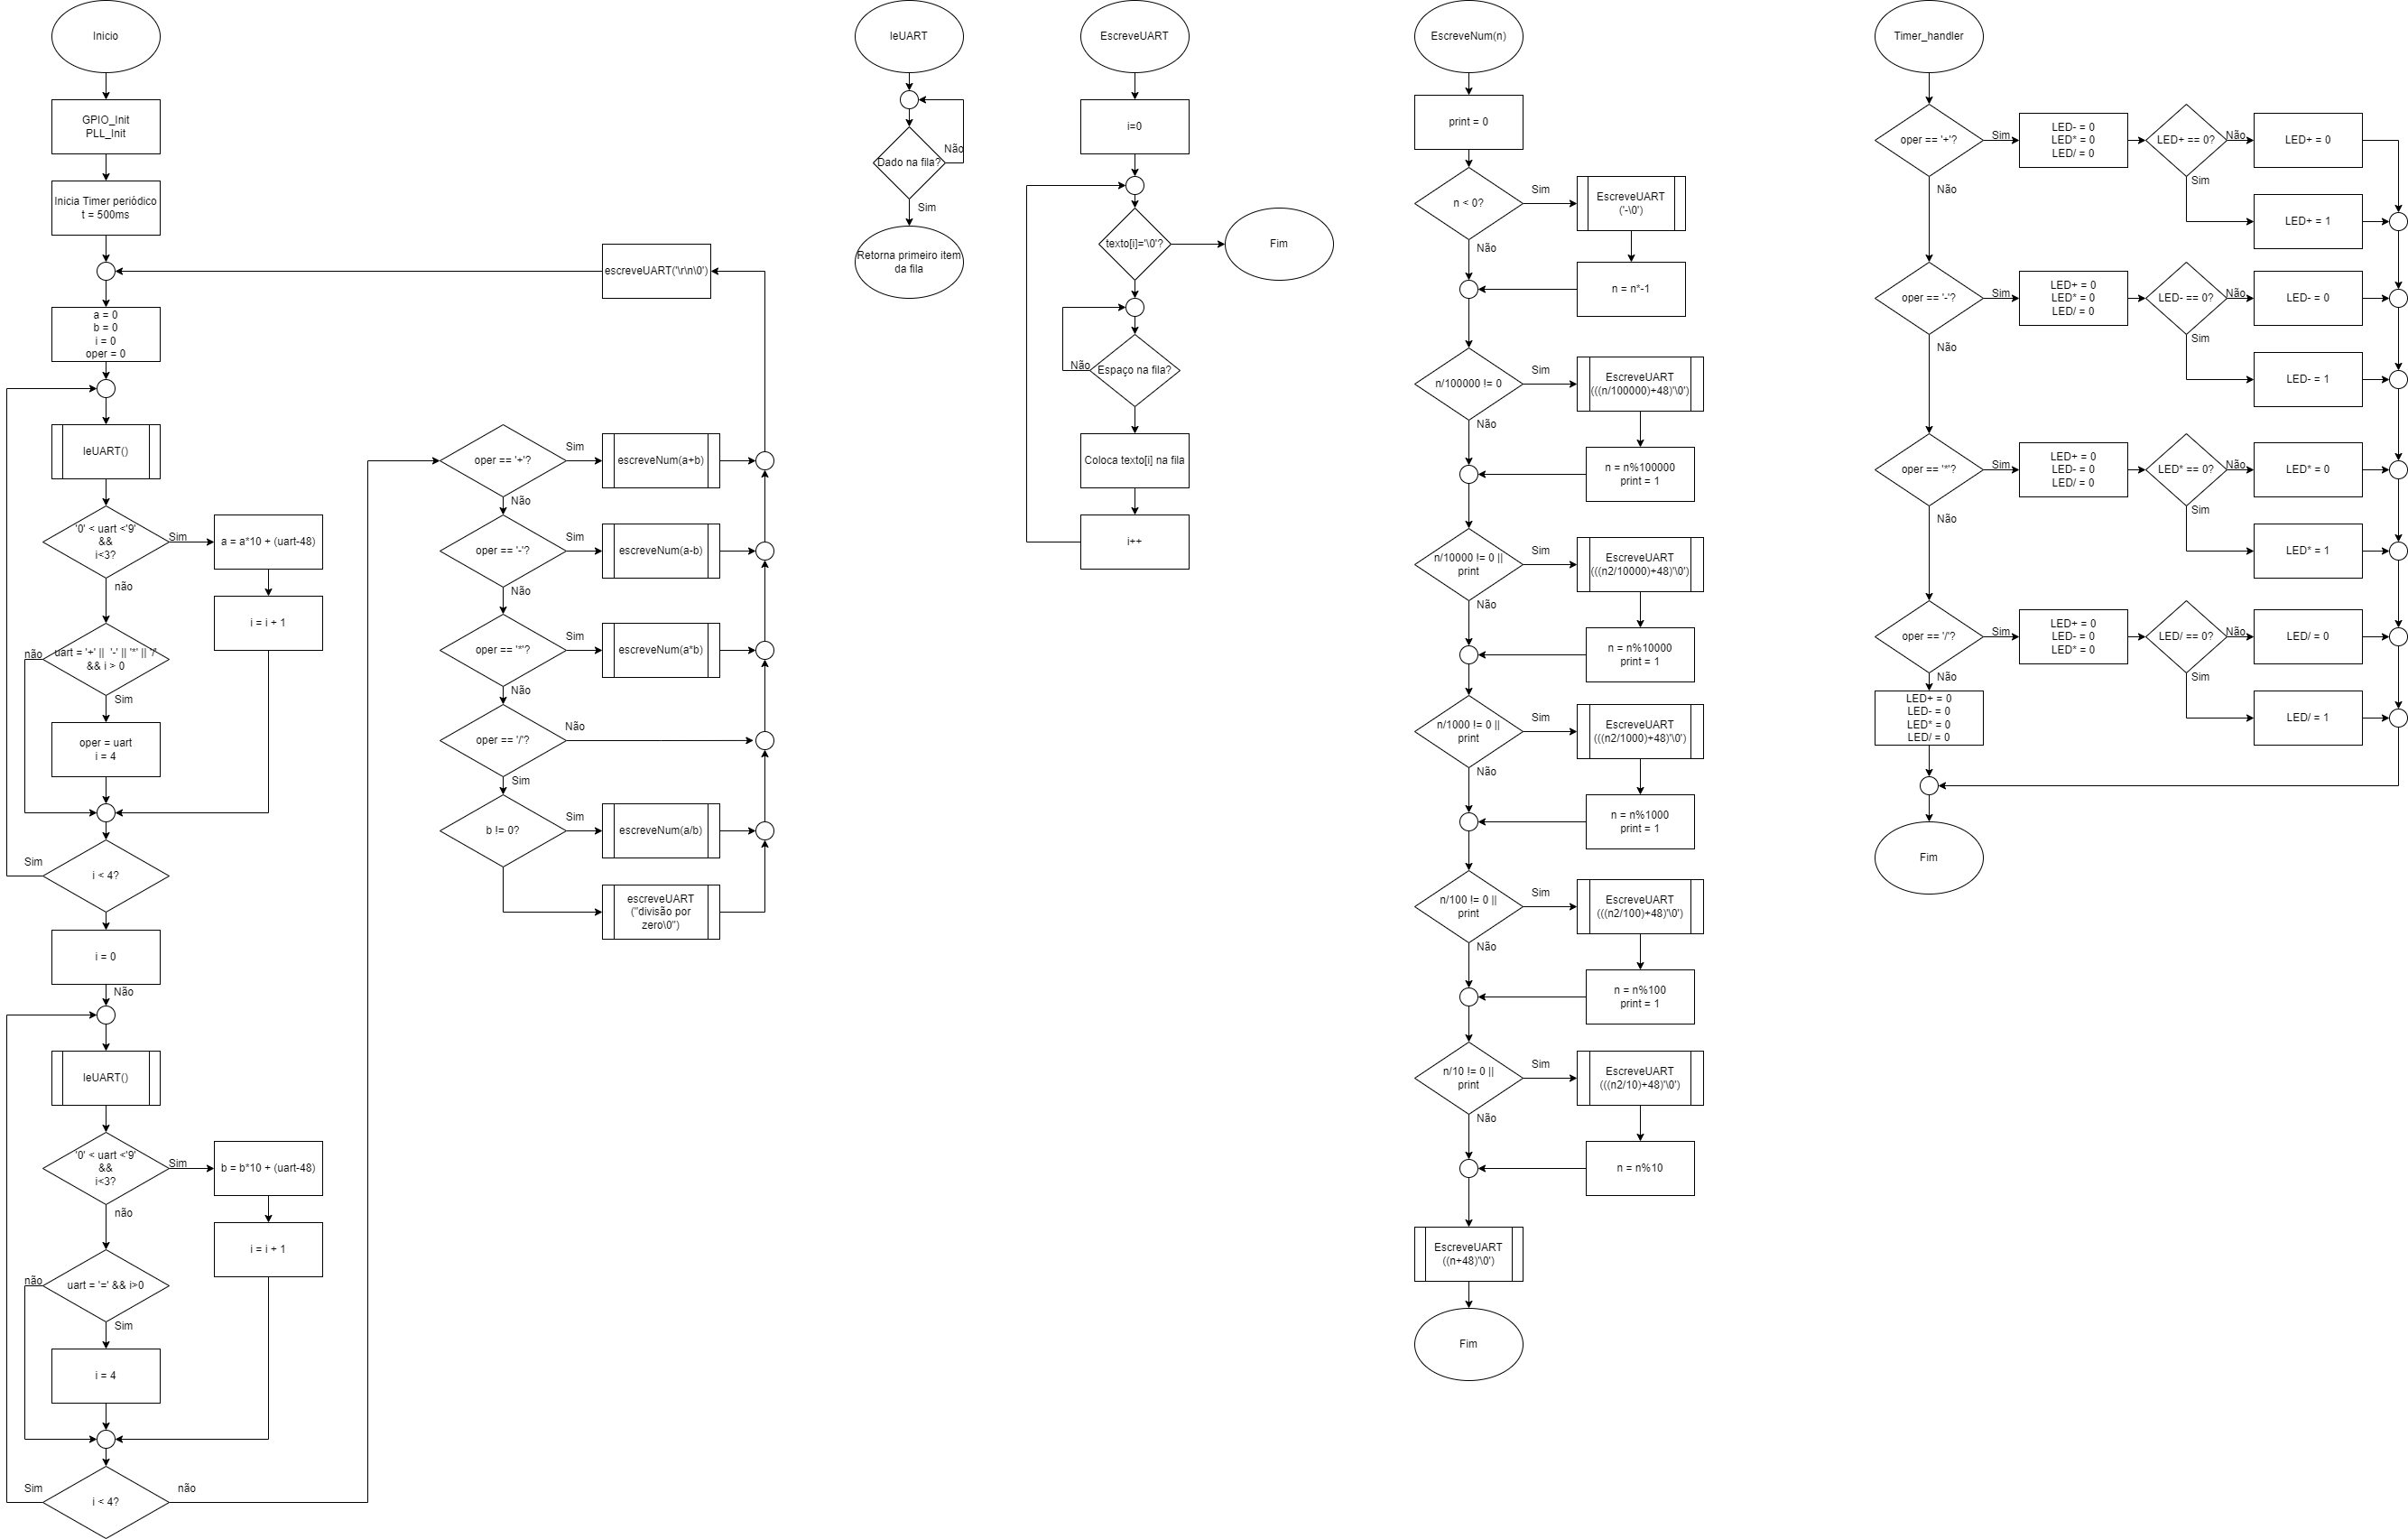 Inicio
GPIO_Init
PLL_Init
Inicia Timer periódico
t = 500ms
a = 0
b = 0
i = 0
oper = 0
leUART()
'0' < uart <'9'
&&
i<3?
Sim
a = a*10 + (uart-48)
i = i + 1
não
uart = '+' || '-' || '*' || '/'
&& i > 0
não
Sim
oper = uart
i = 4
i < 4?
Sim
i = 0
Não
leUART()
'0' < uart <'9'
&&
i<3?
Sim
b = b*10 + (uart-48)
i = i + 1
não
uart = '=' && i>0
não
Sim
i = 4
i < 4?
Sim
não
escreveUART('\r\n\0')
oper == '+'?
Sim
escreveNum(a+b)
Não
oper == '-'?
Sim
escreveNum(a-b)
Não
oper == '*'?
Sim
escreveNum(a*b)
Não
oper == '/'?
Não
Sim
b != 0?
Sim
escreveNum(a/b)
escreveUART
("divisão por
zero\0")
leUART
Dado na fila?
Não
Sim
Retorna primeiro item
da fila
EscreveUART
i=0
texto[i]='\0'?
Fim
Espaço na fila?
Não
Coloca texto[i] na fila
i++
EscreveNum(n)
print = 0
n < 0?
Sim
EscreveUART
('-\0')
Não
n = n*-1
n/100000 != 0
Sim
EscreveUART
(((n/100000)+48)'\0')
Não
n = n%100000
print = 1
n/10000 != 0 ||
print
Sim
EscreveUART
(((n2/10000)+48)'\0')
Não
n = n%10000
print = 1
n/1000 != 0 ||
print
Sim
EscreveUART
(((n2/1000)+48)'\0')
Não
n = n%1000
print = 1
n/100 != 0 ||
print
Sim
EscreveUART
(((n2/100)+48)'\0')
Não
n = n%100
print = 1
n/10 != 0 ||
print
Sim
EscreveUART
(((n2/10)+48)'\0')
Não
n = n%10
EscreveUART
((n+48)'\0')
Fim
Timer_handler
oper == '+'?
Sim
LED- = 0
LED* = 0
LED/ = 0
LED+ == 0?
Não
LED+ = 0
Sim
LED+ = 1
Não
oper == '-'?
Sim
LED+ = 0
LED* = 0
LED/ = 0
LED- == 0?
Não
LED- = 0
Sim
LED- = 1
Não
oper == '*'?
Sim
LED+ = 0
LED- = 0
LED/ = 0
LED* == 0?
Não
LED* = 0
Sim
LED* = 1
Não
oper == '/'?
Sim
LED+ = 0
LED- = 0
LED* = 0
LED/ == 0?
Não
LED/ = 0
Sim
LED/ = 1
Não
LED+ = 0
LED- = 0
LED* = 0
LED/ = 0
Fim